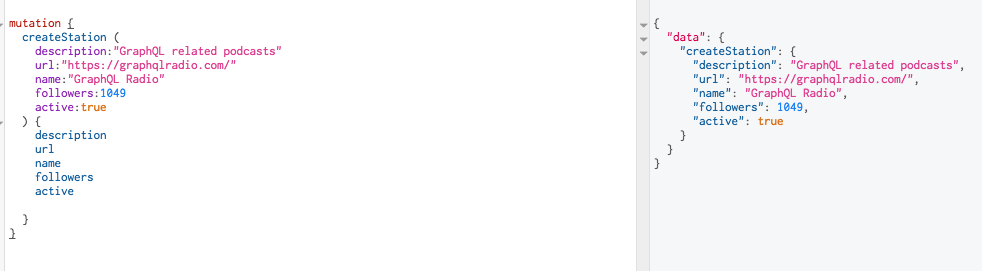 mutation {
createStation (
description:"GraphQL related podcasts"
url:"https://graphqlradio.com/"
name:"GraphQL Radio"
followers:1049
active:true
) {
description
url
name
followers
active
}
}
{
"data": {
"createStation": {
"description": "GraphQL related podcasts",
"url": "https://graphqlradio.com/",
"name": "GraphQL Radio",
"followers": 1049,
"active": true
}
}
}